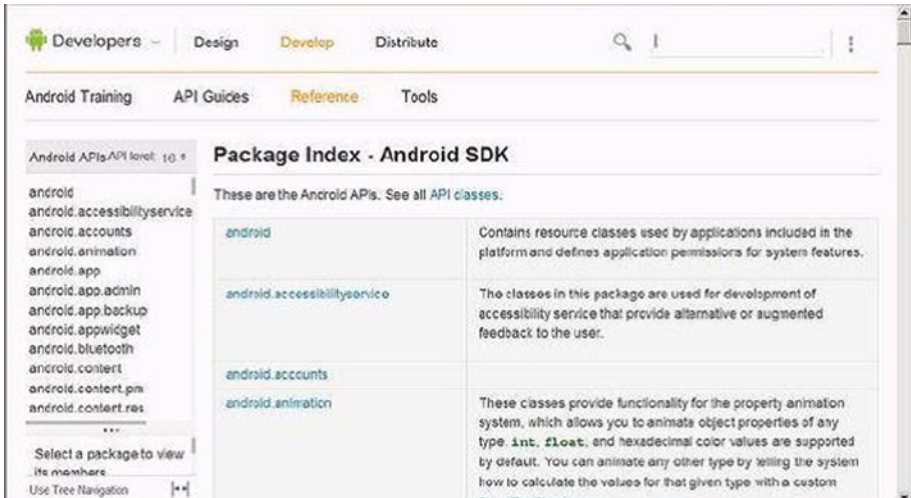 Developers
Design Develop Distribute
Android Training API Guides Reference Tools
Android APIs API level: 16
android
android.accessibilityservice
android.accounts
android.animation
android.app
android.app.admin
android.app.backup
android.appwidget
android.bluetooth
android.content
android.content.pm
android.content.res
Select a package to view
its members
Use Tree Navigation
Package Index - Android SDK
These are the Android APIs. See all API classes.
android
Contains resource classes used by applications included in the
platform and defines application permissions for system features.
android.accessibilityservice
The classes in this package are used for development of
accessibility service that provide alternative or augmented
feedback to the user.
android.accounts
android.animation
These classes provide functionality for the property animation
system, which allows you to animate object properties of any
type. int, float, and hexadecimal color values are supported
by default. You can animate any other type by telling the system
how to calculate the values for that given type with a custom